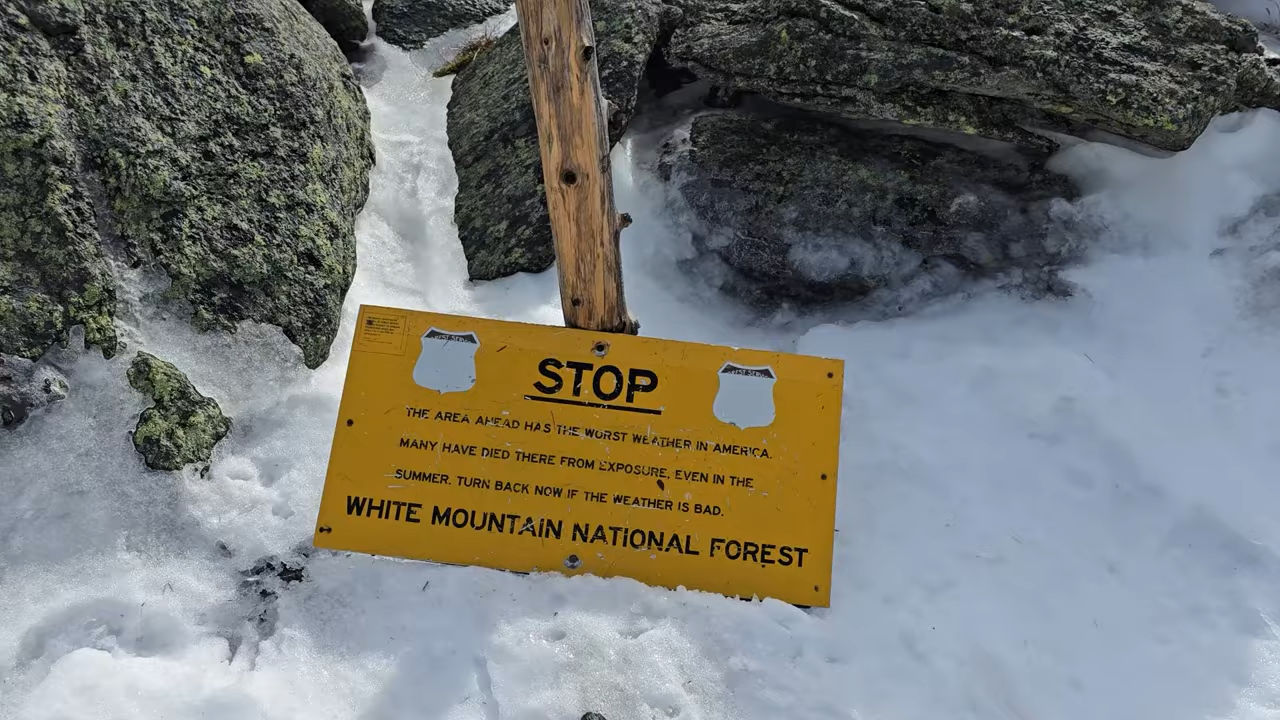 STOP
THE AREA AHEAD HAS THE WORST WEATHER IN AMERICA.
MANY HAVE DIED THERE FROM EXPOSURE, EVEN IN THE
SUMMER. TURN BACK NOW IF THE WEATHER IS BAD.
WHITE MOUNTAIN NATIONAL FOREST